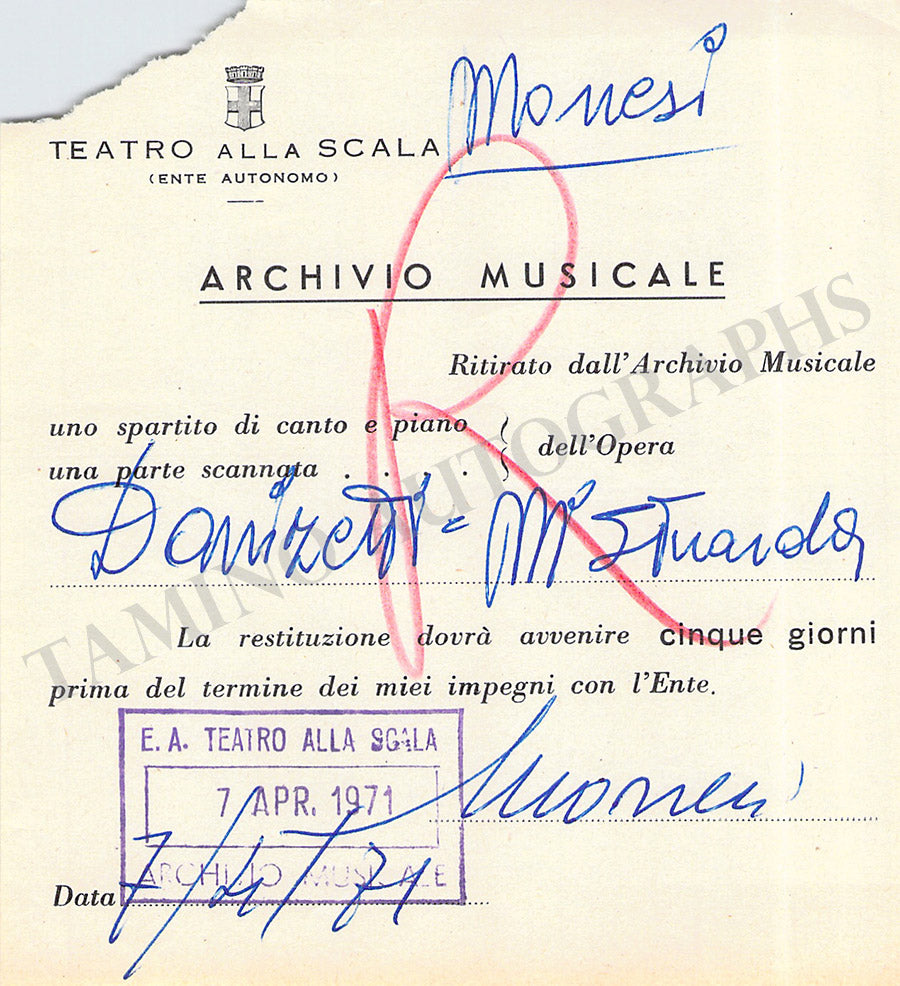 Monesi
TEATRO ALLA SCALA
(ENTE AUTONOMO)
ARCHIVIO MUSICALE
Ritirato dall'Archivio Musicale
uno spartito di canto e piano
una parte scannata . . . . dell'Opera
Donizetti = Mª Stuarda
La restituzione dovrà avvenire cinque giorni
prima del termine dei miei impegni con l'Ente.
E. A. TEATRO ALLA SCALA
7 APR. 1971
ARCHIVIO MUSICALE
Monesi
Data 7/4/71
R
TAMINO AUTOGRAPHS